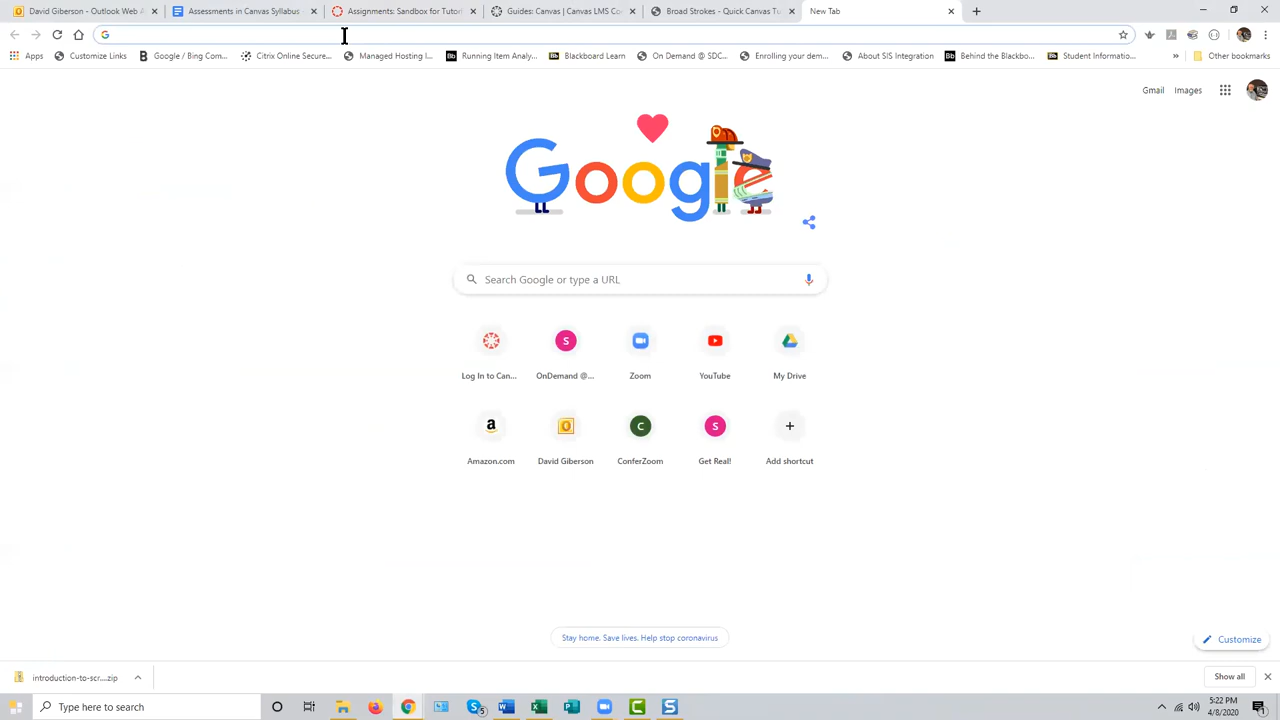 David Giberson - Outlook Web A
Assessments in Canvas Syllabus
Assignments: Sandbox for Tutor
Guides: Canvas | Canvas LMS Co
Broad Strokes - Quick Canvas Tu
New Tab
Apps
Customize Links
Google / Bing Com...
Citrix Online Secure...
Managed Hosting I...
Running Item Analy...
Blackboard Learn
On Demand @ SDC...
Enrolling your dem...
About SIS Integration
Behind the Blackbo...
Student Informatio...
»
Other bookmarks
Gmail
Images
Google
Search Google or type a URL
Log In to Can...
S
OnDemand @...
Zoom
YouTube
My Drive
Amazon.com
David Giberson
C
ConferZoom
S
Get Real!
Add shortcut
Stay home. Save lives. Help stop coronavirus
Customize
introduction-to-scr....zip
Show all
Type here to search
5:22 PM
4/8/2020